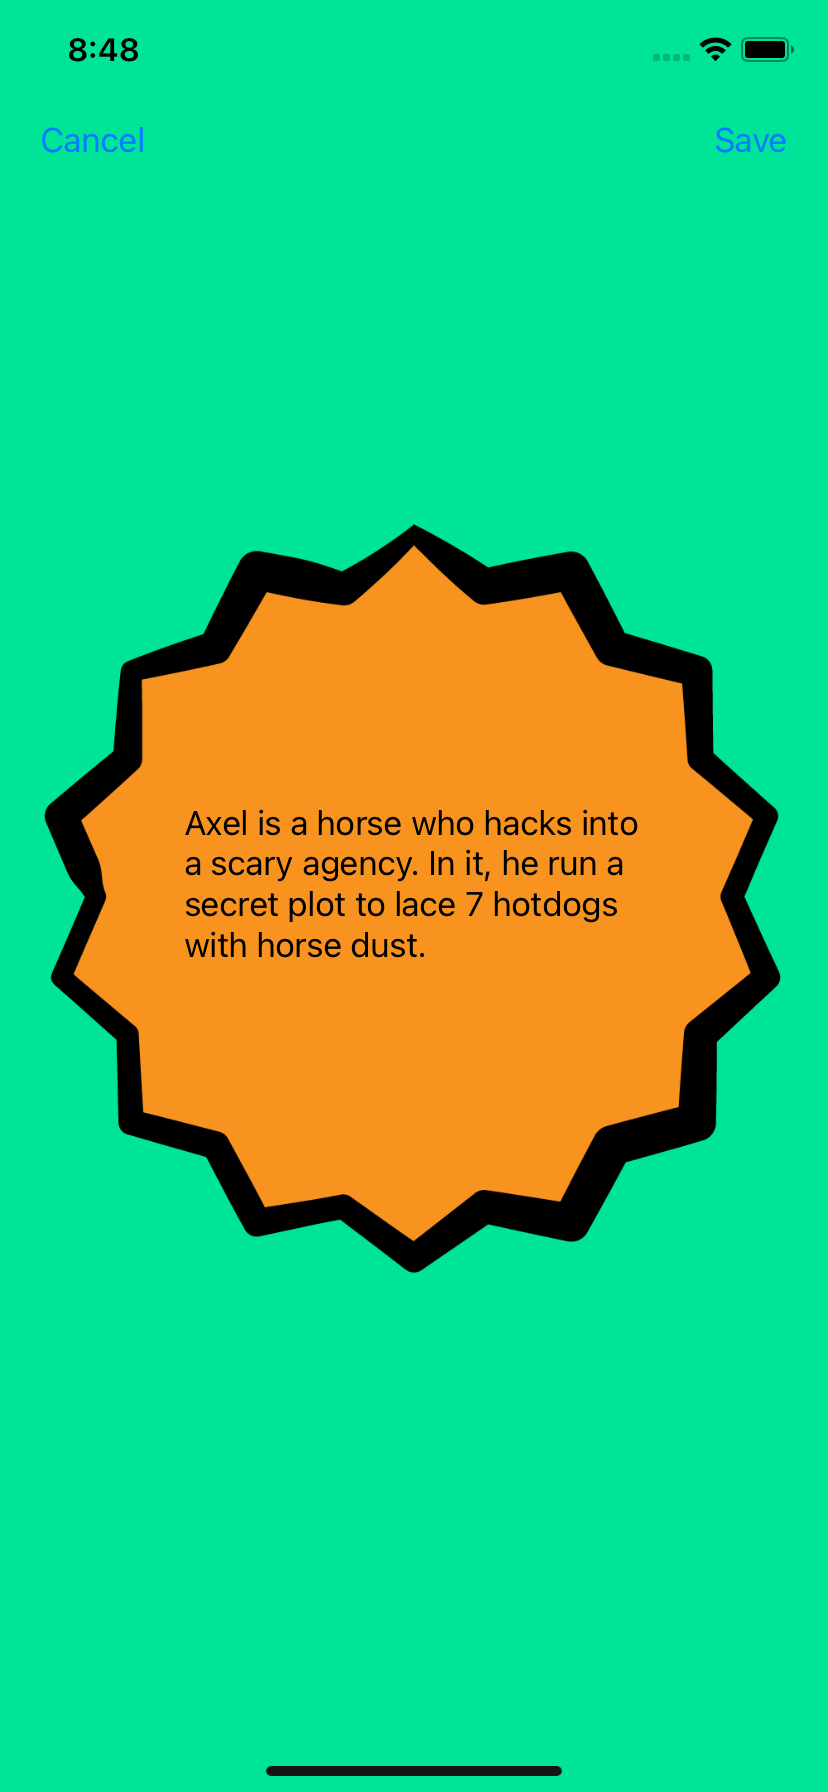 8:48
Cancel Save
Axel is a horse who hacks into
a scary agency. In it, he run a
secret plot to lace 7 hotdogs
with horse dust.